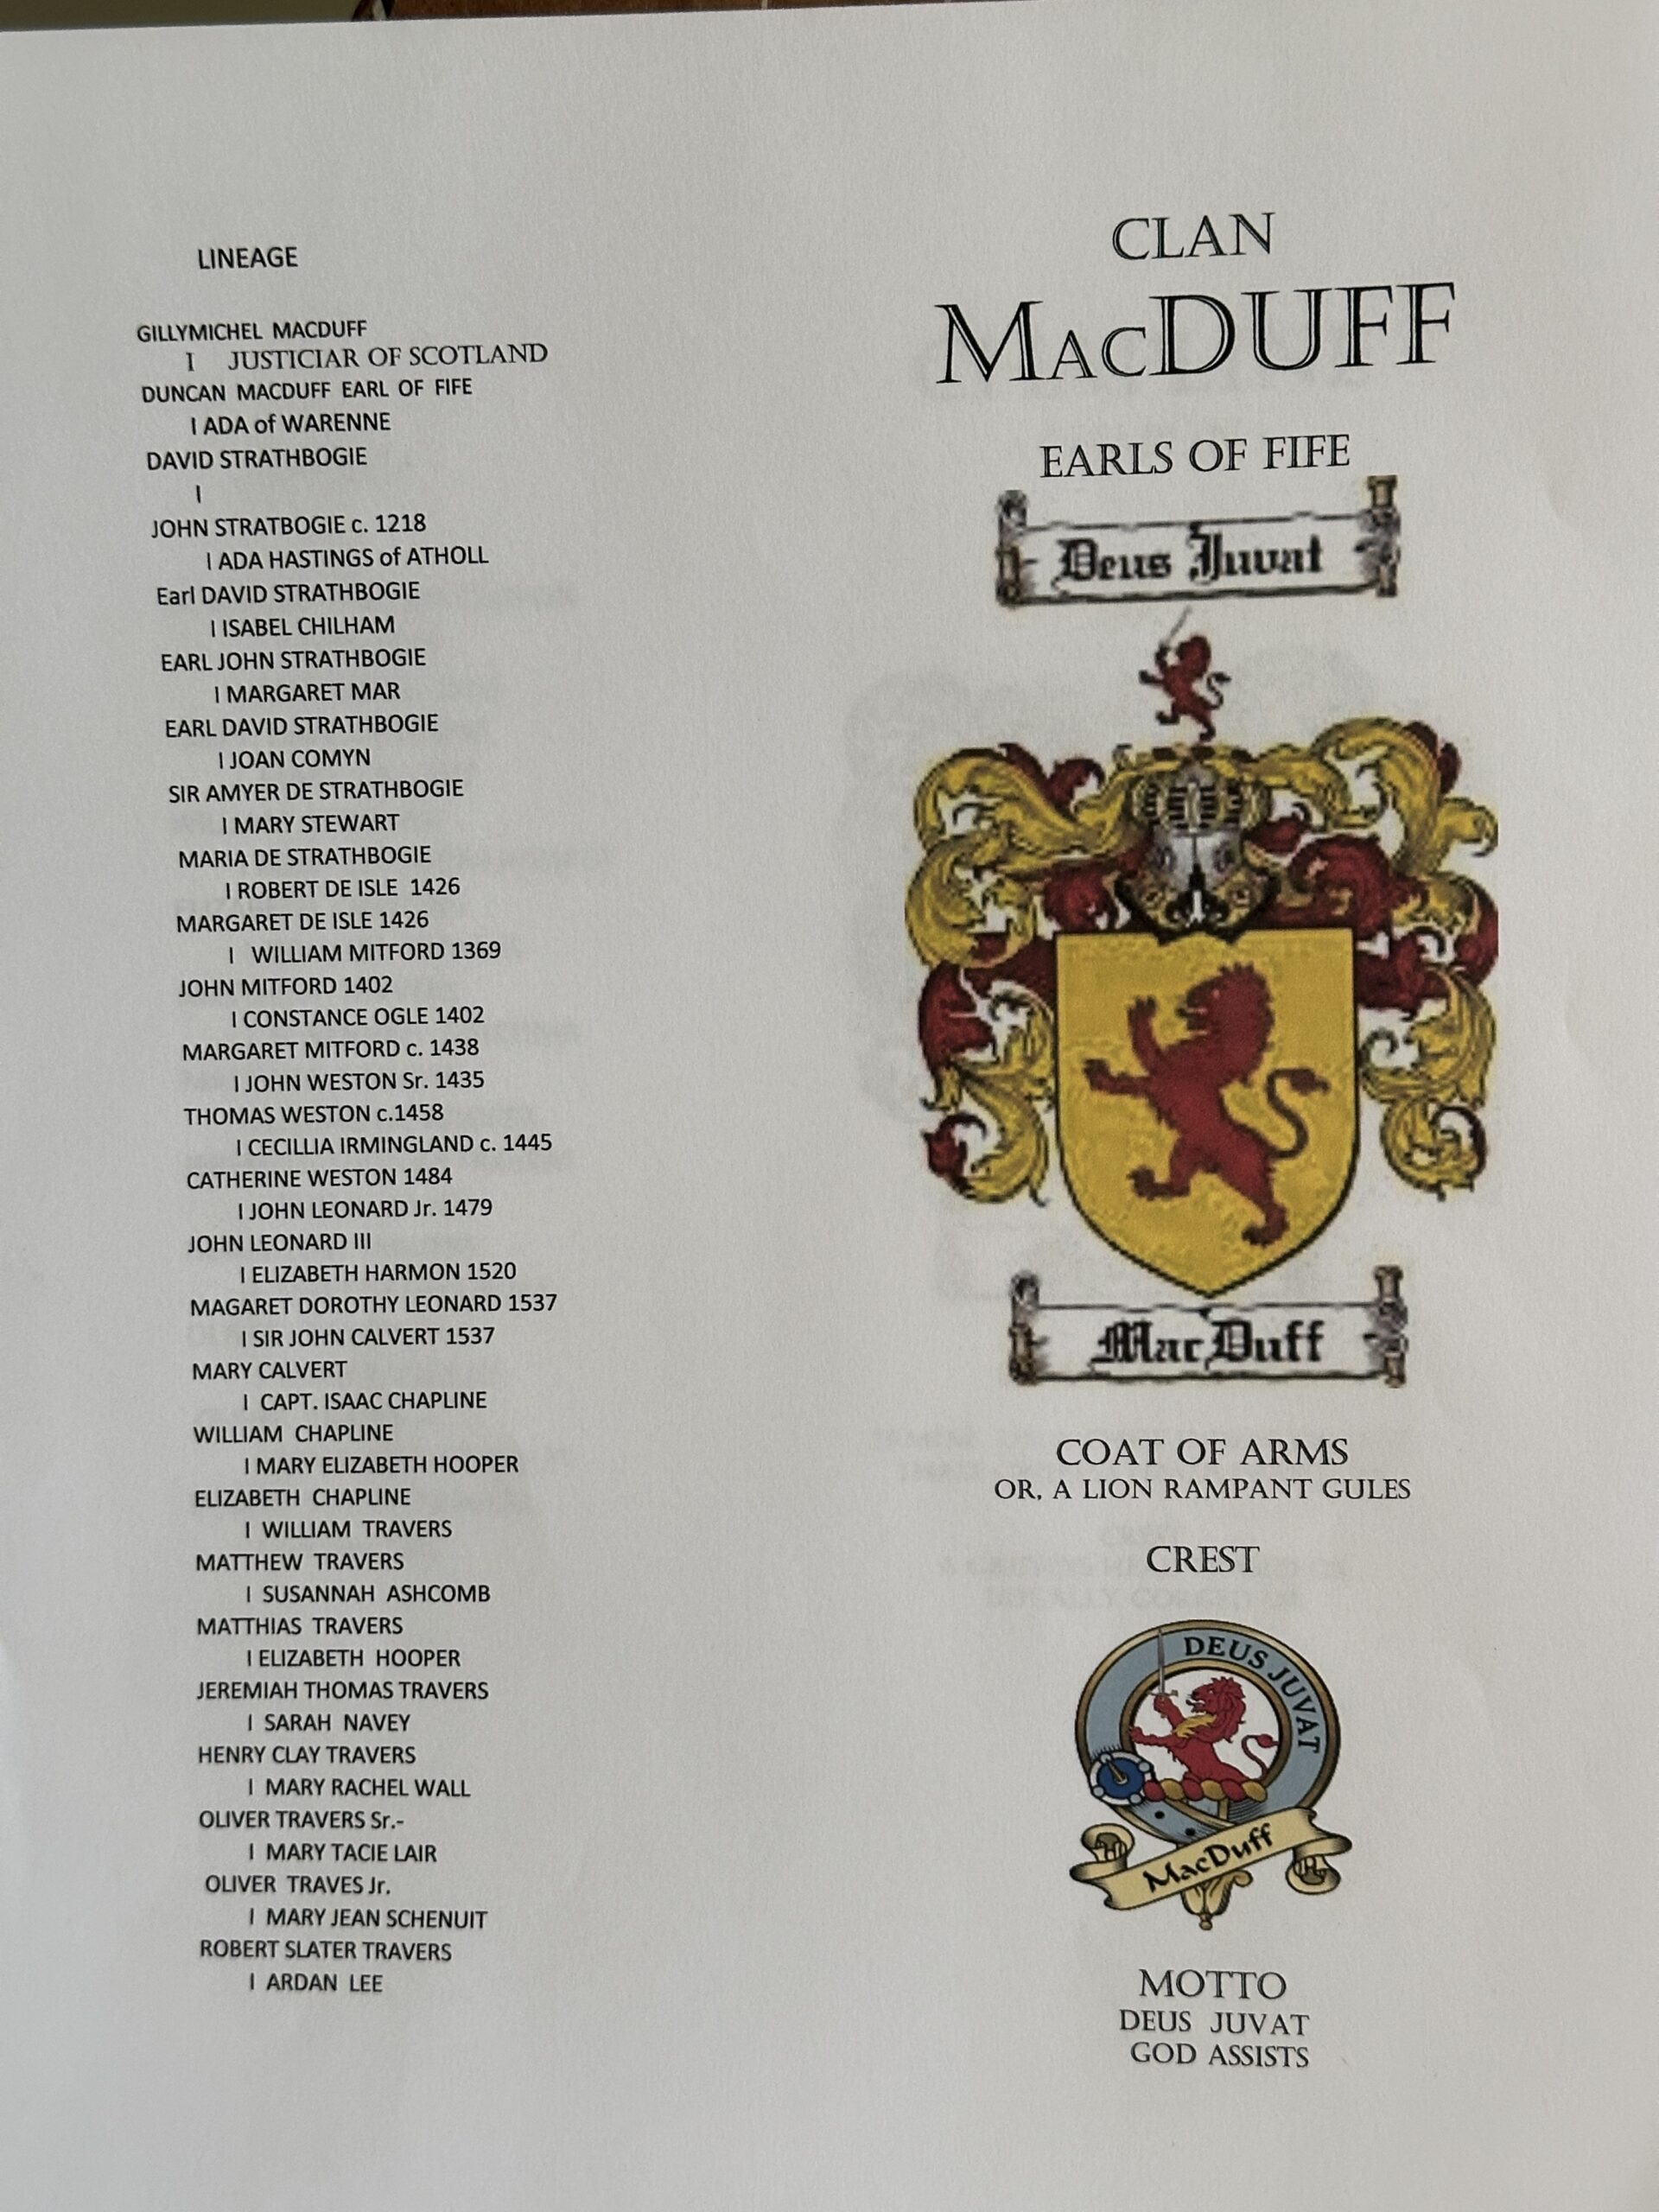 LINEAGE
GILLYMICHEL MACDUFF
I JUSTICIAR OF SCOTLAND
DUNCAN MACDUFF EARL OF FIFE
I ADA of WARENNE
DAVID STRATHBOGIE
I
JOHN STRATBOGIE c. 1218
I ADA HASTINGS of ATHOLL
Earl DAVID STRATHBOGIE
I ISABEL CHILHAM
EARL JOHN STRATHBOGIE
I MARGARET MAR
EARL DAVID STRATHBOGIE
I JOAN COMYN
SIR AMYER DE STRATHBOGIE
I MARY STEWART
MARIA DE STRATHBOGIE
I ROBERT DE ISLE 1426
MARGARET DE ISLE 1426
I WILLIAM MITFORD 1369
JOHN MITFORD 1402
I CONSTANCE OGLE 1402
MARGARET MITFORD c. 1438
I JOHN WESTON Sr. 1435
THOMAS WESTON c.1458
I CECILLIA IRMINGLAND c. 1445
CATHERINE WESTON 1484
I JOHN LEONARD Jr. 1479
JOHN LEONARD III
I ELIZABETH HARMON 1520
MAGARET DOROTHY LEONARD 1537
I SIR JOHN CALVERT 1537
MARY CALVERT
I CAPT. ISAAC CHAPLINE
WILLIAM CHAPLINE
I MARY ELIZABETH HOOPER
ELIZABETH CHAPLINE
I WILLIAM TRAVERS
MATTHEW TRAVERS
I SUSANNAH ASHCOMB
MATTHIAS TRAVERS
I ELIZABETH HOOPER
JEREMIAH THOMAS TRAVERS
I SARAH NAVEY
HENRY CLAY TRAVERS
I MARY RACHEL WALL
OLIVER TRAVERS Sr.-
I MARY TACIE LAIR
OLIVER TRAVES Jr.
I MARY JEAN SCHENUIT
ROBERT SLATER TRAVERS
I ARDAN LEE
CLAN
MACDUFF
EARLS OF FIFE
Deus Juvat
MacDuff
COAT OF ARMS
OR, A LION RAMPANT GULES
CREST
DEUS JUVAT
MacDuff
MOTTO
DEUS JUVAT
GOD ASSISTS